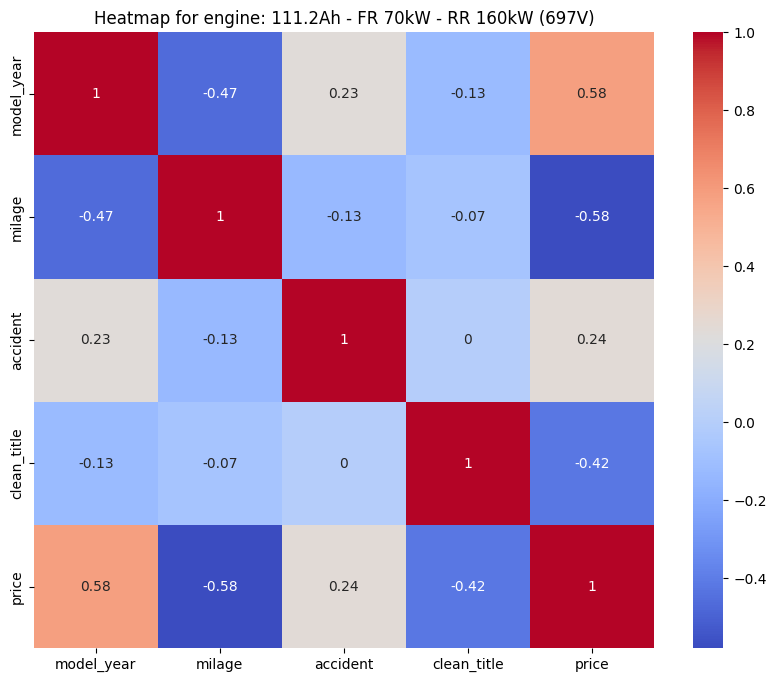 Heatmap for engine: 111.2Ah - FR 70kW - RR 160kW (697V)
model_year 1 -0.47 0.23 -0.13 0.58
milage -0.47 1 -0.13 -0.07 -0.58
accident 0.23 -0.13 1 0 0.24
clean_title -0.13 -0.07 0 1 -0.42
price 0.58 -0.58 0.24 -0.42 1
model_year milage accident clean_title price
1.0
0.8
0.6
0.4
0.2
0.0
−0.2
−0.4